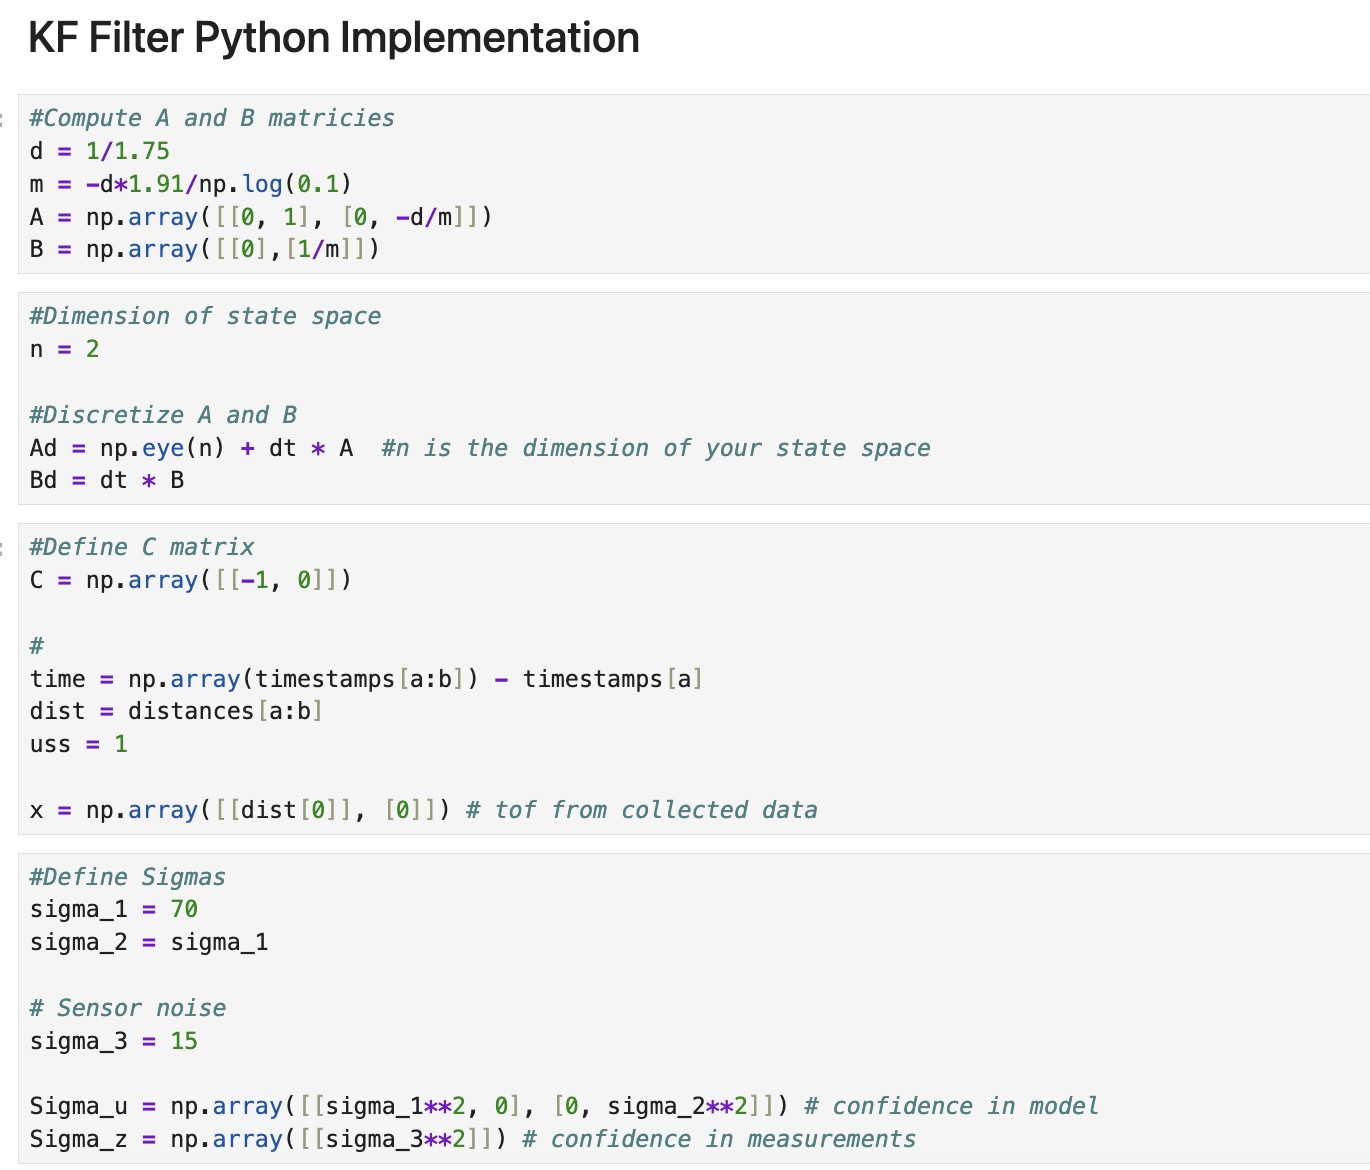 KF Filter Python Implementation
#Compute A and B matricies
d = 1/1.75
m = -d*1.91/np.log(0.1)
A = np.array([[0, 1], [0, -d/m]])
B = np.array([[0],[1/m]])
#Dimension of state space
n = 2
#Discretize A and B
Ad = np.eye(n) + dt * A  #n is the dimension of your state space
Bd = dt * B
#Define C matrix
C = np.array([[-1, 0]])
#
time = np.array(timestamps[a:b]) - timestamps[a]
dist = distances[a:b]
uss = 1
x = np.array([[dist[0]], [0]]) # tof from collected data
#Define Sigmas
sigma_1 = 70
sigma_2 = sigma_1
# Sensor noise
sigma_3 = 15
Sigma_u = np.array([[sigma_1**2, 0], [0, sigma_2**2]]) # confidence in model
Sigma_z = np.array([[sigma_3**2]]) # confidence in measurements